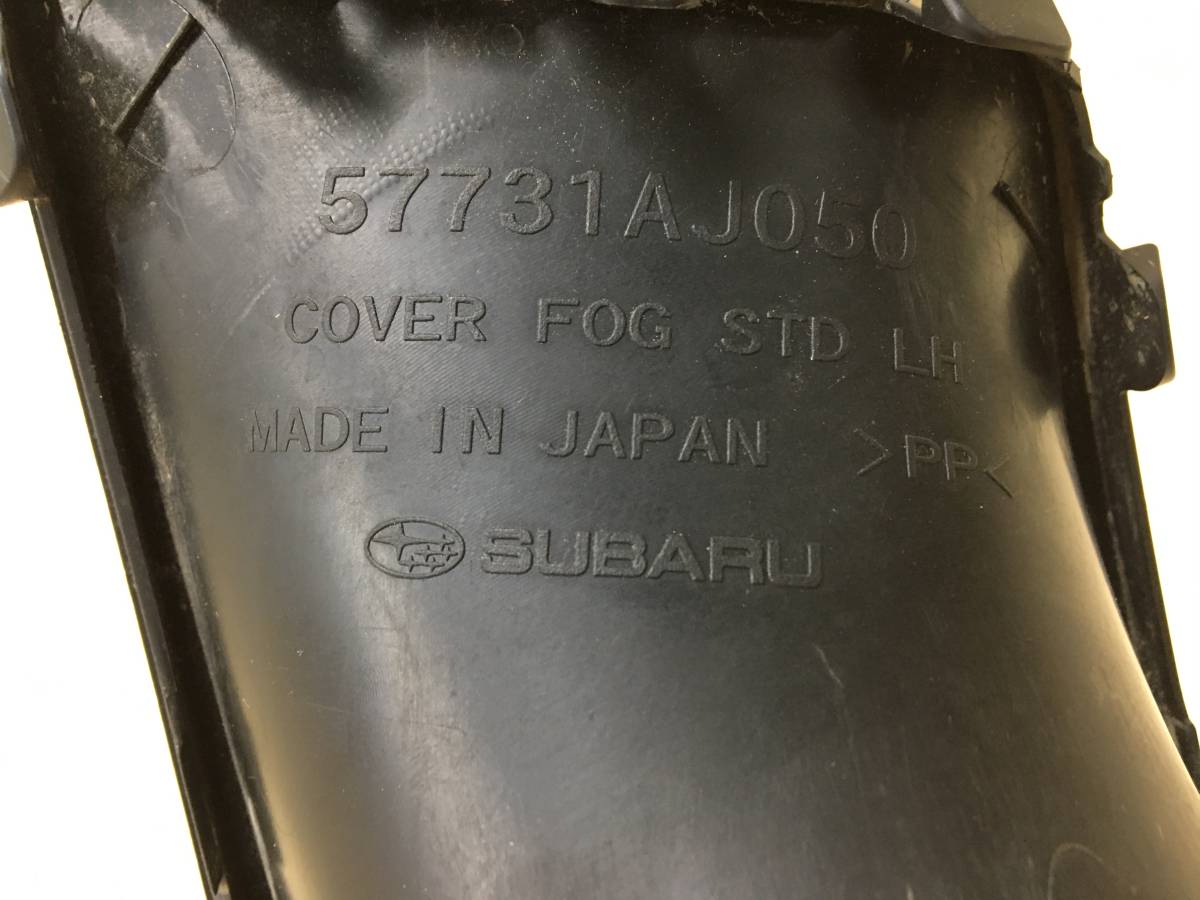 57731AJ050
COVER FOG STD LH
MADE IN JAPAN >PP<
SUBARU